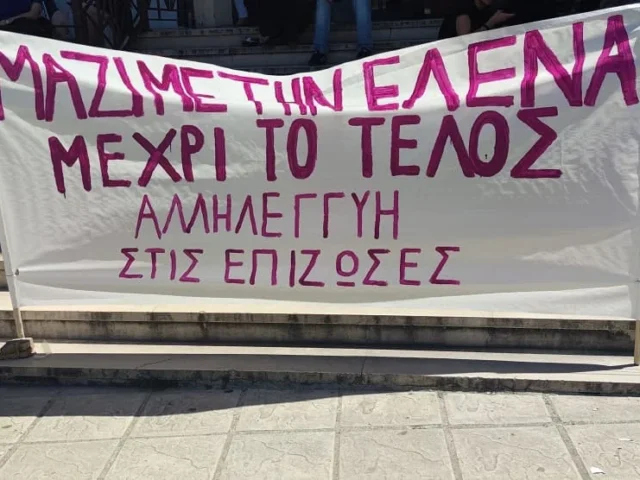 ΜΑΖΙ ΜΕ ΤΗΝ ΕΛΕΝΑ
ΜΕΧΡΙ ΤΟ ΤΕΛΟΣ
ΑΛΛΗΛΕΓΓΥΗ
ΣΤΙΣ ΕΠΙΖΩΣΕΣ